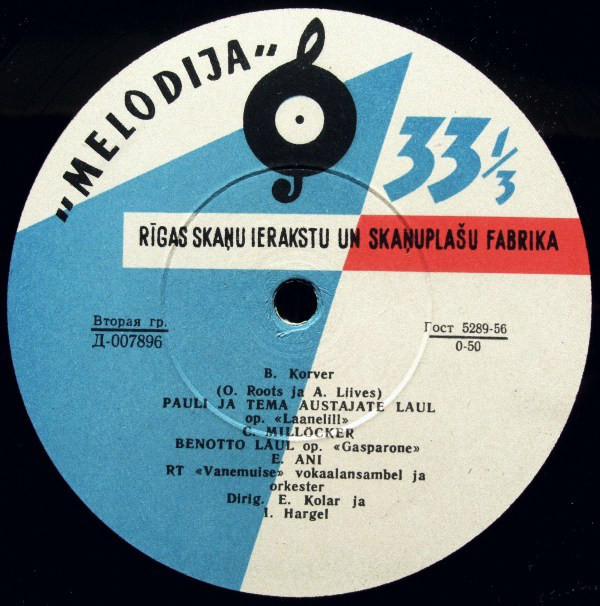 „MELODIJA“
33 1/3
RĪGAS SKAŅU IERAKSTU UN SKAŅUPLAŠU FABRIKA
Вторая гр.
Д-007896
Гост 5289-56
0-50
B. Korver
(O. Roots ja A. Liives)
PAULI JA TEMA AUSTAJATE LAUL
op. «Laanelill»
C. MILLÖCKER
BENOTTO LAUL op. «Gasparone»
E. ANI
RT «Vanemuise» vokaalansambel ja
orkester
Dirig. E. Kolar ja
I. Hargel